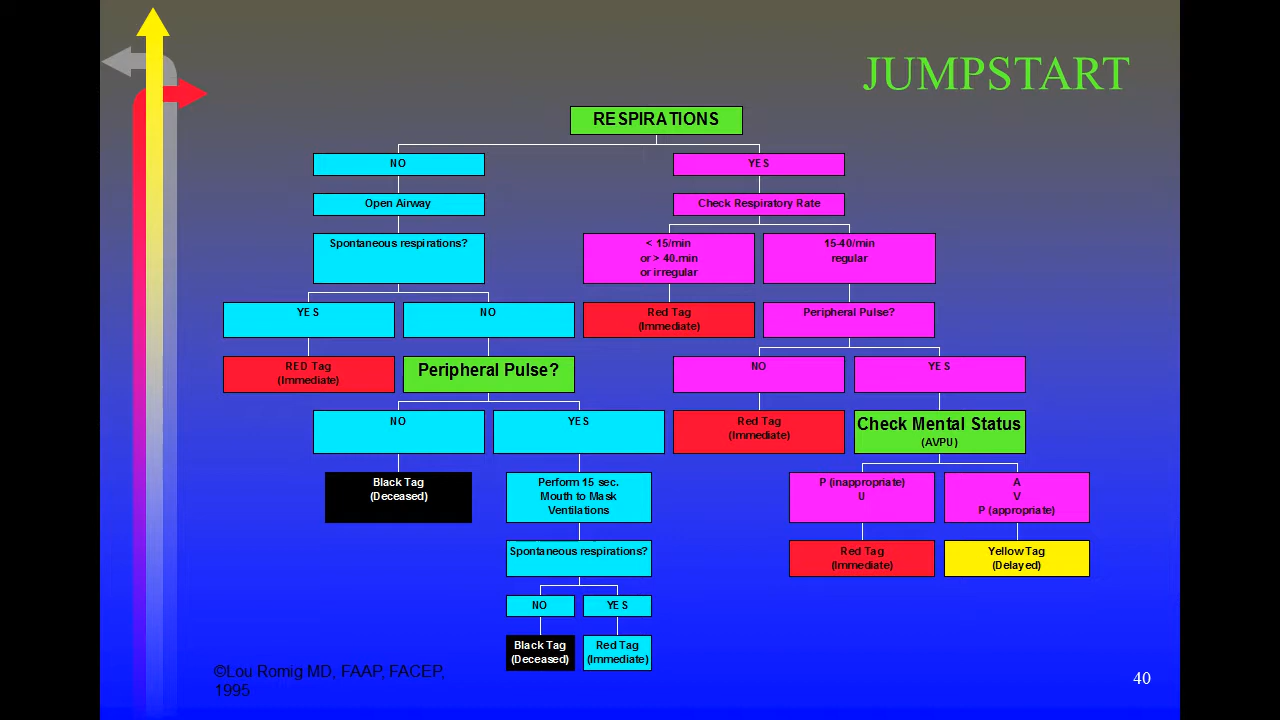 JUMPSTART
RESPIRATIONS
NO
YES
Open Airway
Check Respiratory Rate
Spontaneous respirations?
< 15/min
or > 40.min
or irregular
15-40/min
regular
YES
NO
Red Tag
(Immediate)
Peripheral Pulse?
RED Tag
(Immediate)
Peripheral Pulse?
NO
YES
NO
YES
Red Tag
(Immediate)
Check Mental Status
(AVPU)
Black Tag
(Deceased)
Perform 15 sec.
Mouth to Mask
Ventilations
P (inappropriate)
U
A
V
P (appropriate)
Spontaneous respirations?
Red Tag
(Immediate)
Yellow Tag
(Delayed)
NO
YES
Black Tag
(Deceased)
Red Tag
(Immediate)
©Lou Romig MD, FAAP, FACEP,
1995
40